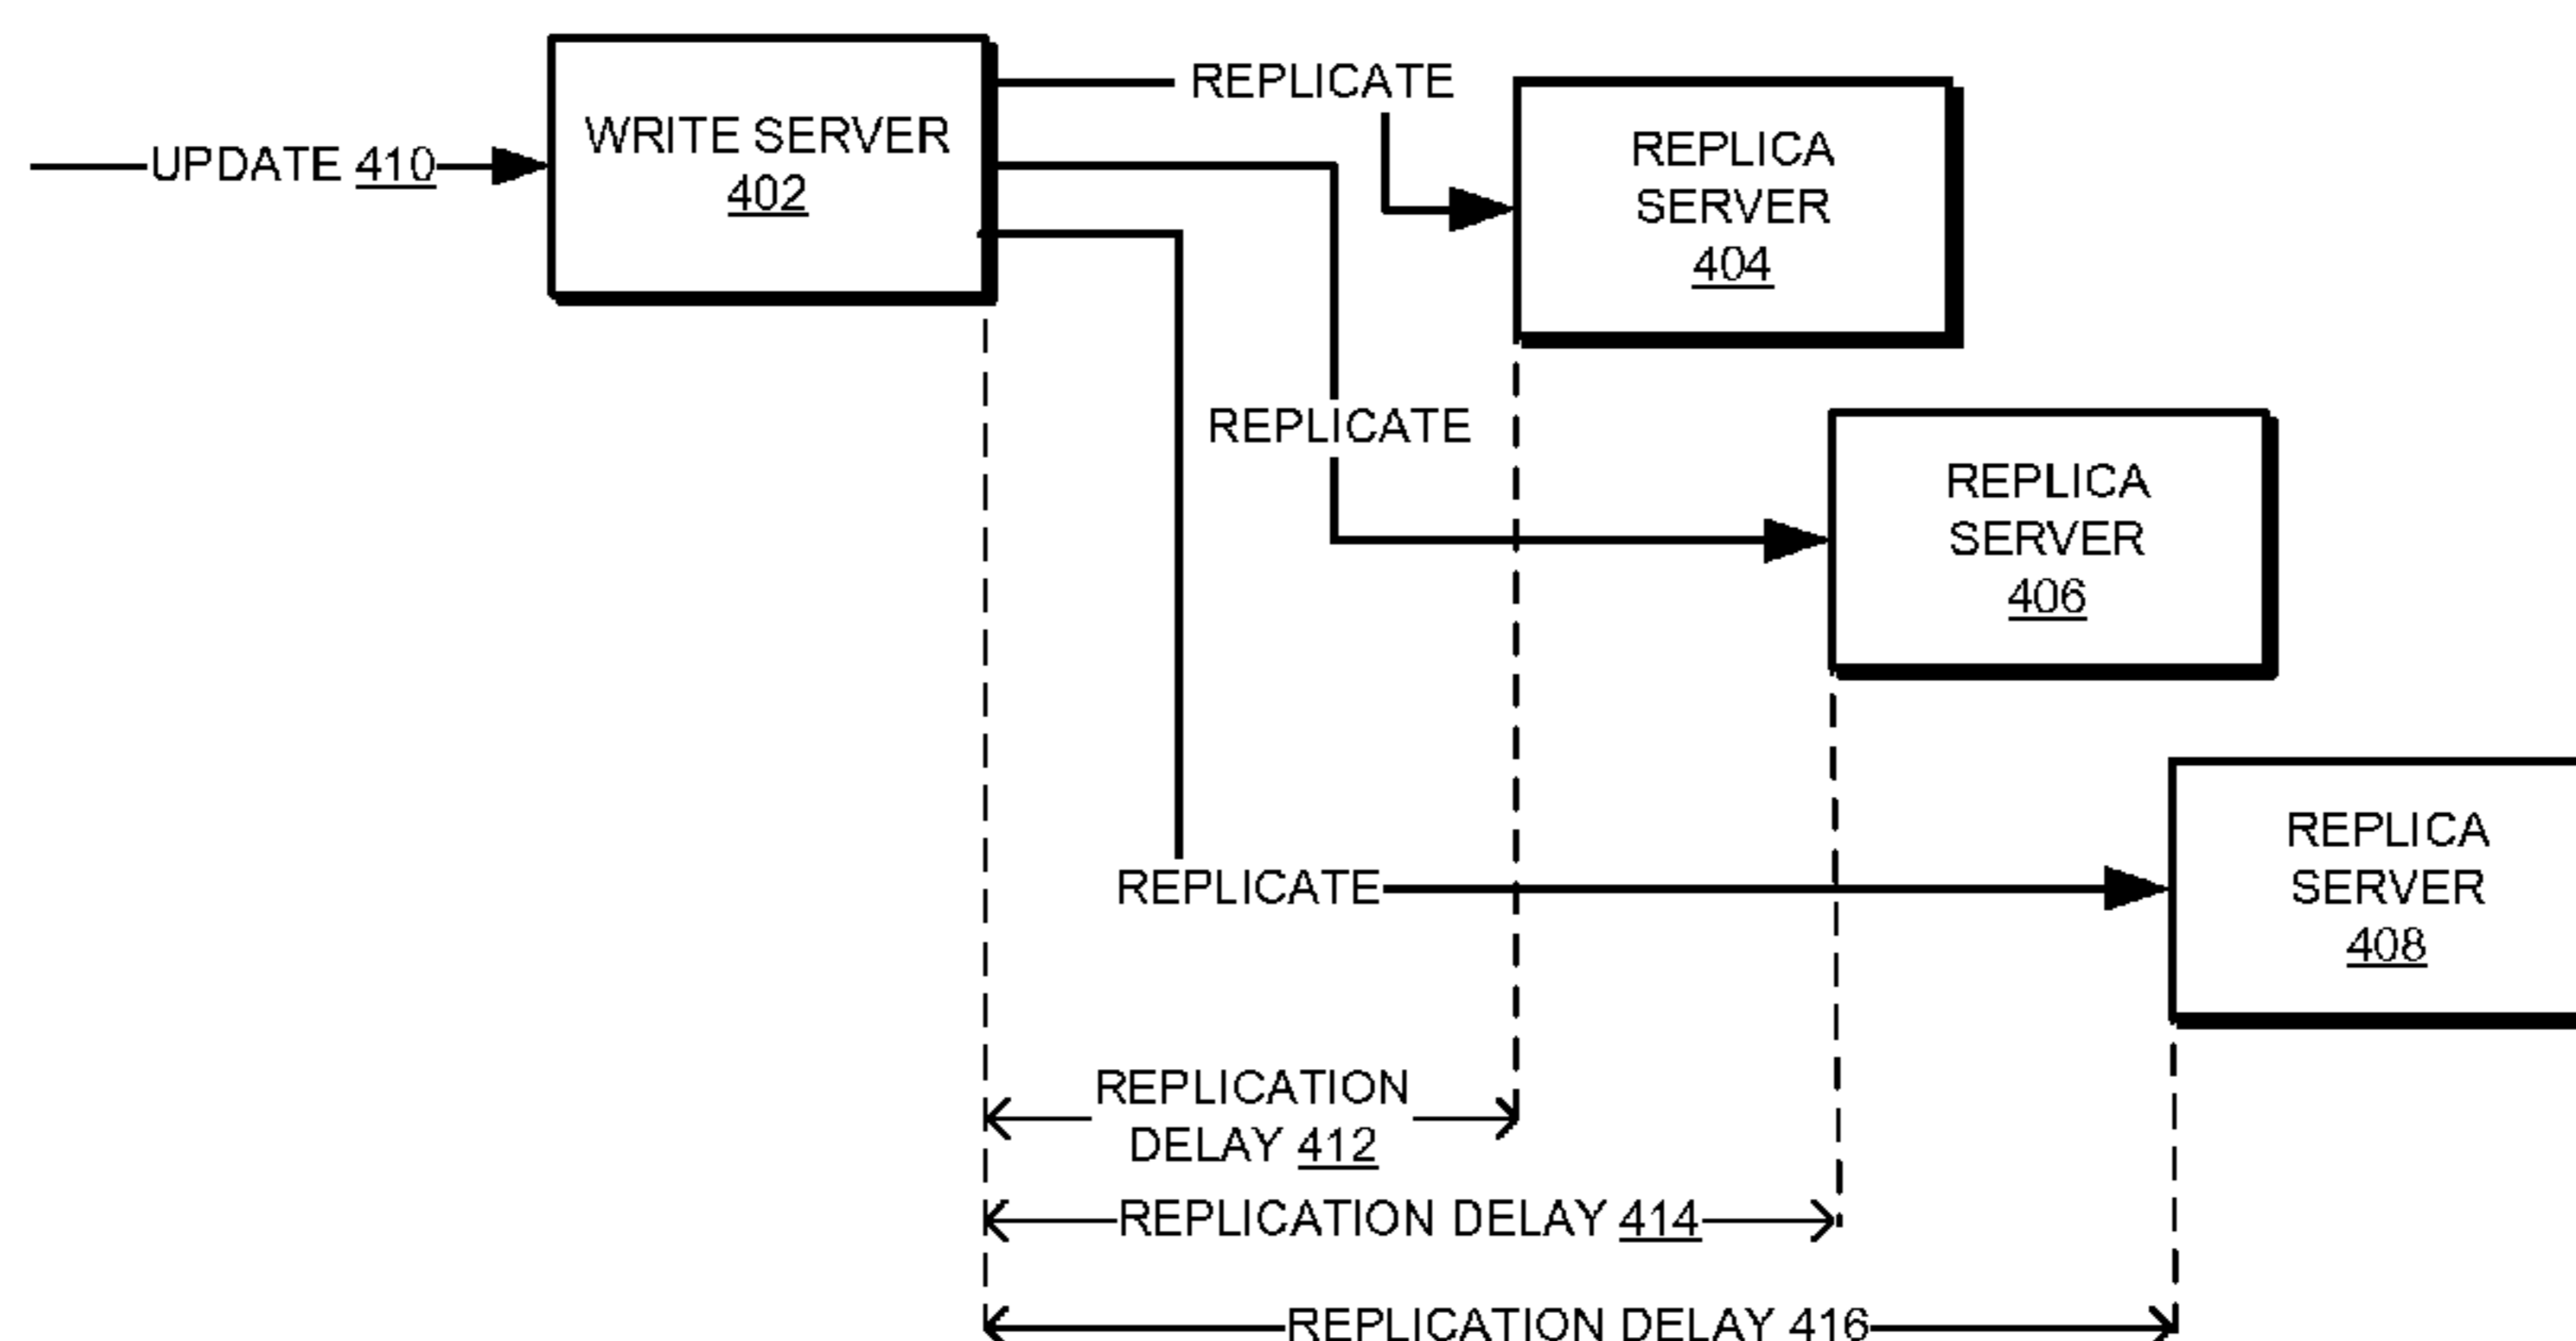 REPLICATE
UPDATE 410
WRITE SERVER
402
REPLICA
SERVER
404
REPLICATE
REPLICA
SERVER
406
REPLICATE
REPLICA
SERVER
408
REPLICATION
DELAY 412
REPLICATION DELAY 414
REPLICATION DELAY 416